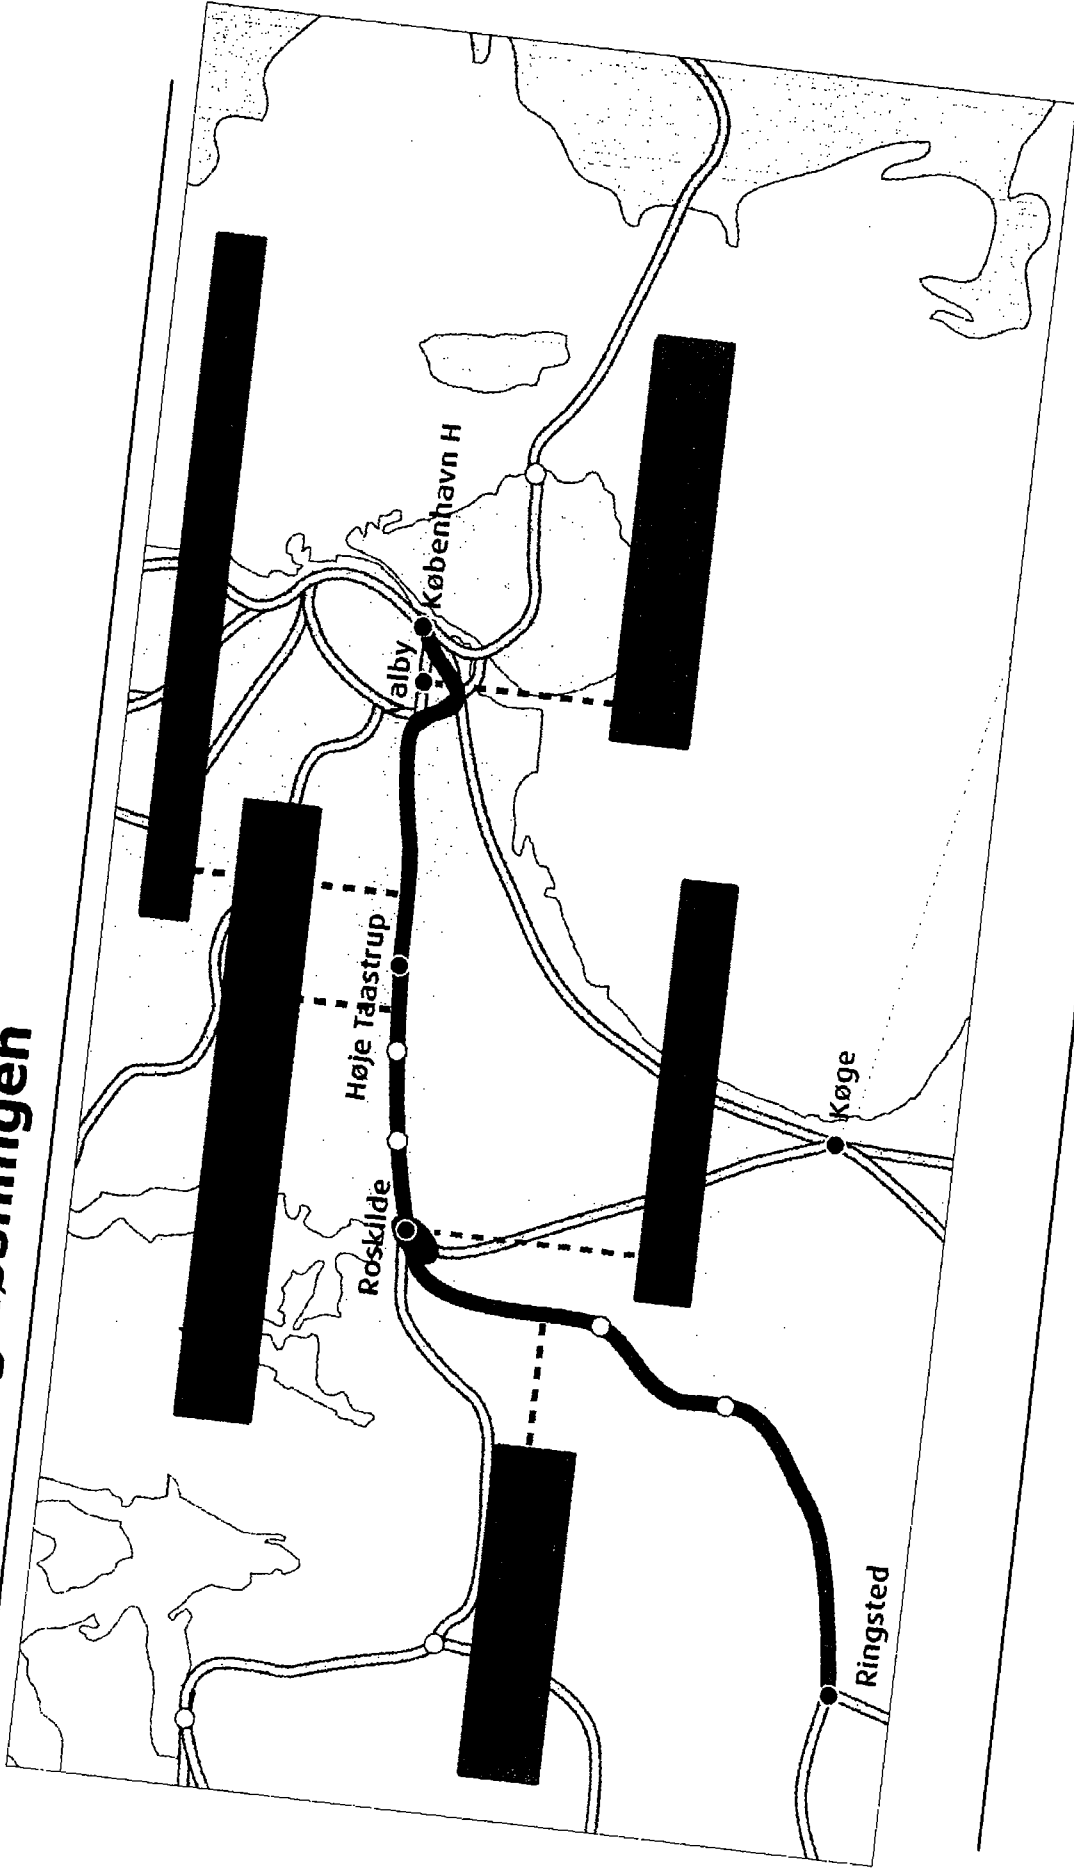 København H
Valby
Høje Taastrup
Roskilde
Køge
Ringsted